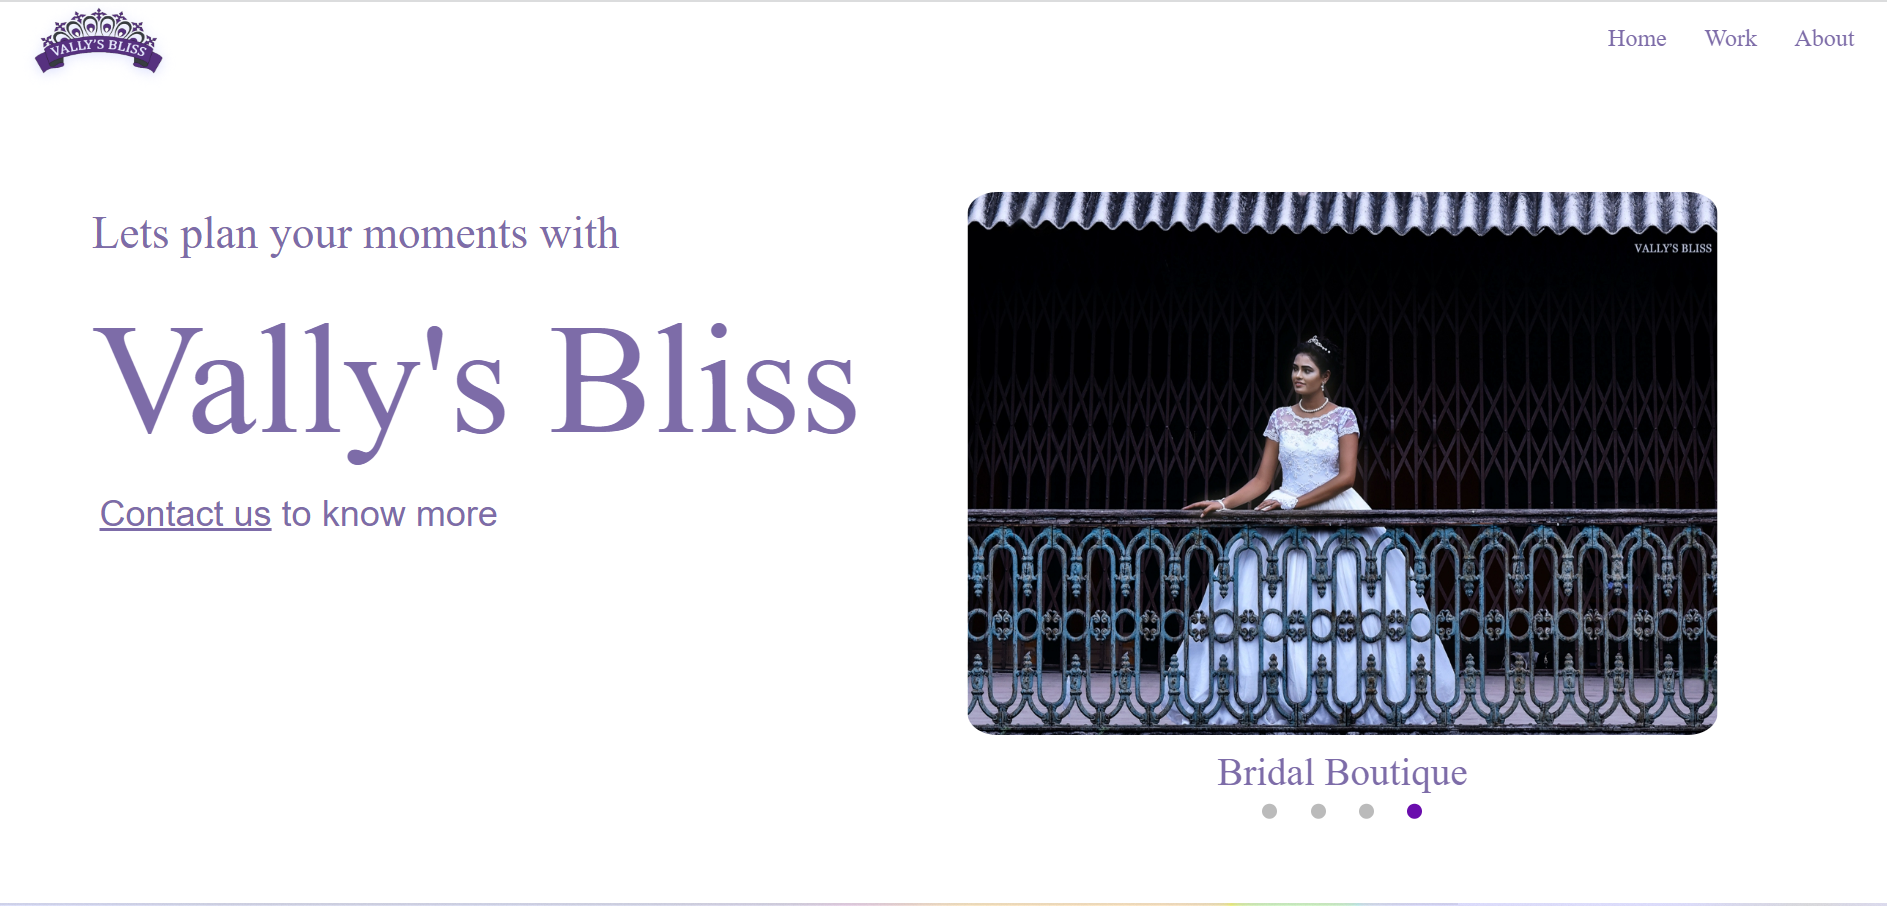 VALLY'S BLISS
Home Work About
Lets plan your moments with
Vally's Bliss
Contact us to know more
VALLY'S BLISS
Bridal Boutique